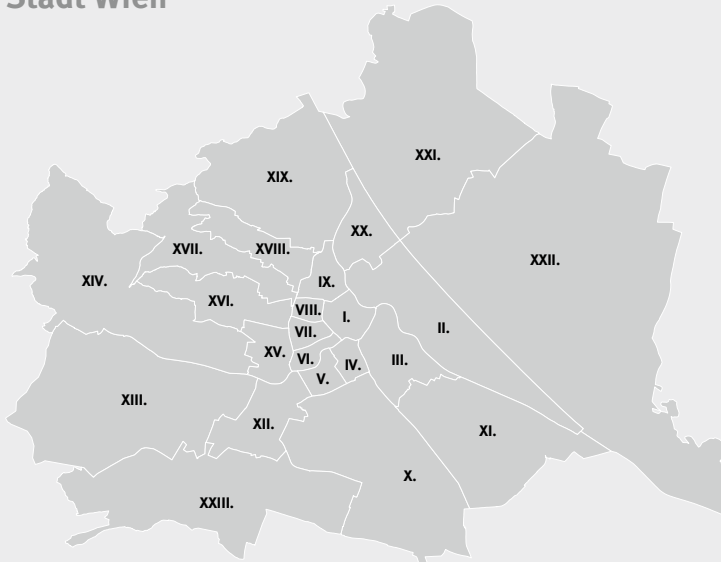 Stadt Wien
XXI.
XIX.
XX.
XVII.
XVIII.
XXII.
XIV.
IX.
XVI.
VIII.
I.
II.
VII.
XV.
VI.
IV.
III.
V.
XIII.
XII.
XI.
X.
XXIII.